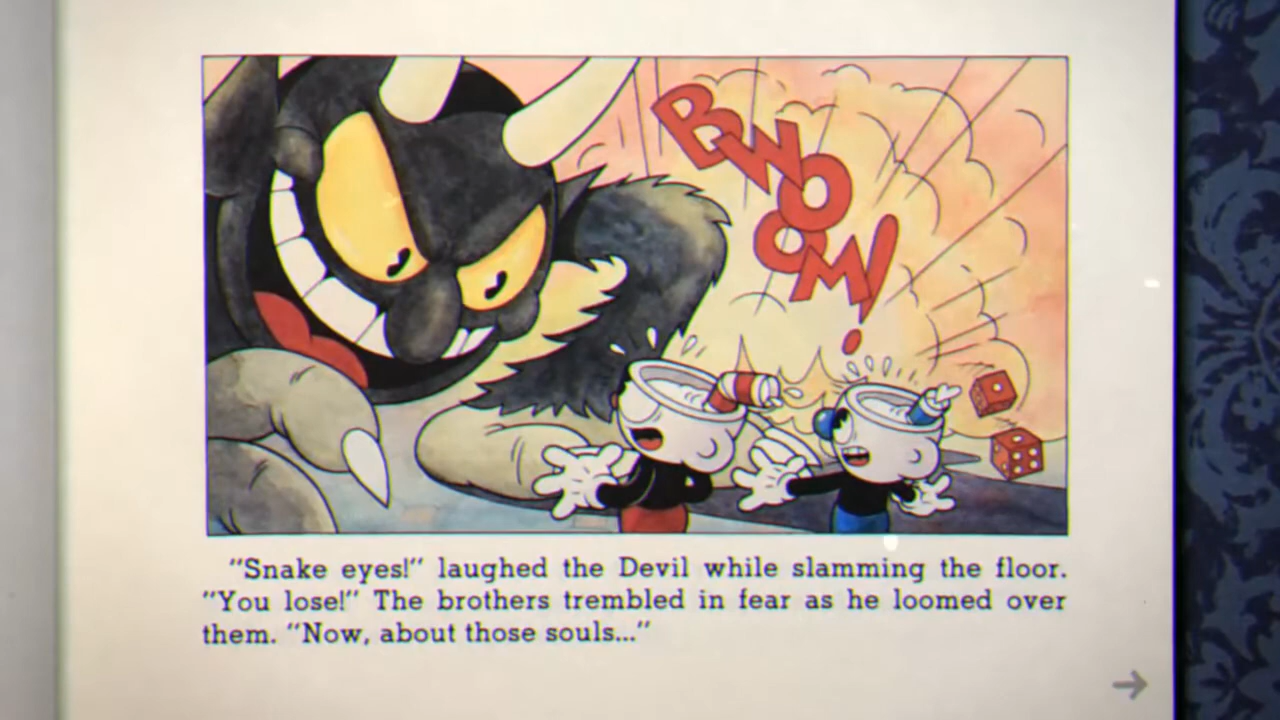 BWOOM!
"Snake eyes!" laughed the Devil while slamming the floor.
"You lose!" The brothers trembled in fear as he loomed over
them. "Now, about those souls..."